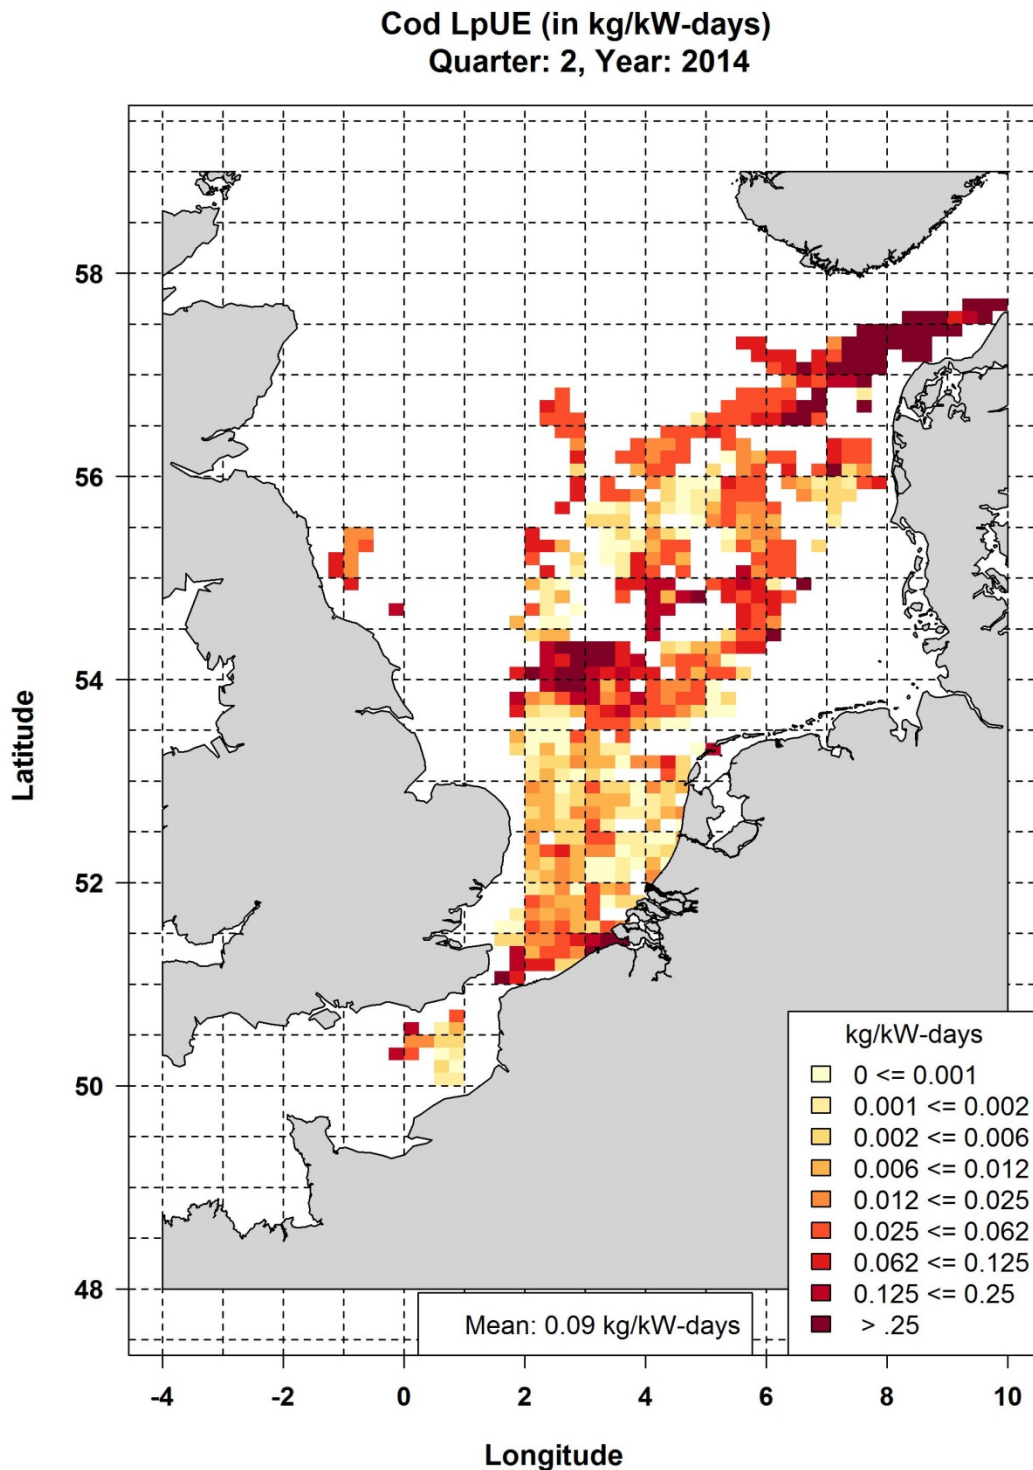 Cod LpUE (in kg/kW-days)
Quarter: 2, Year: 2014
Latitude
58
56
54
52
50
48
kg/kW-days
0 <= 0.001
0.001 <= 0.002
0.002 <= 0.006
0.006 <= 0.012
0.012 <= 0.025
0.025 <= 0.062
0.062 <= 0.125
0.125 <= 0.25
> .25
Mean: 0.09 kg/kW-days
-4 -2 0 2 4 6 8 10
Longitude